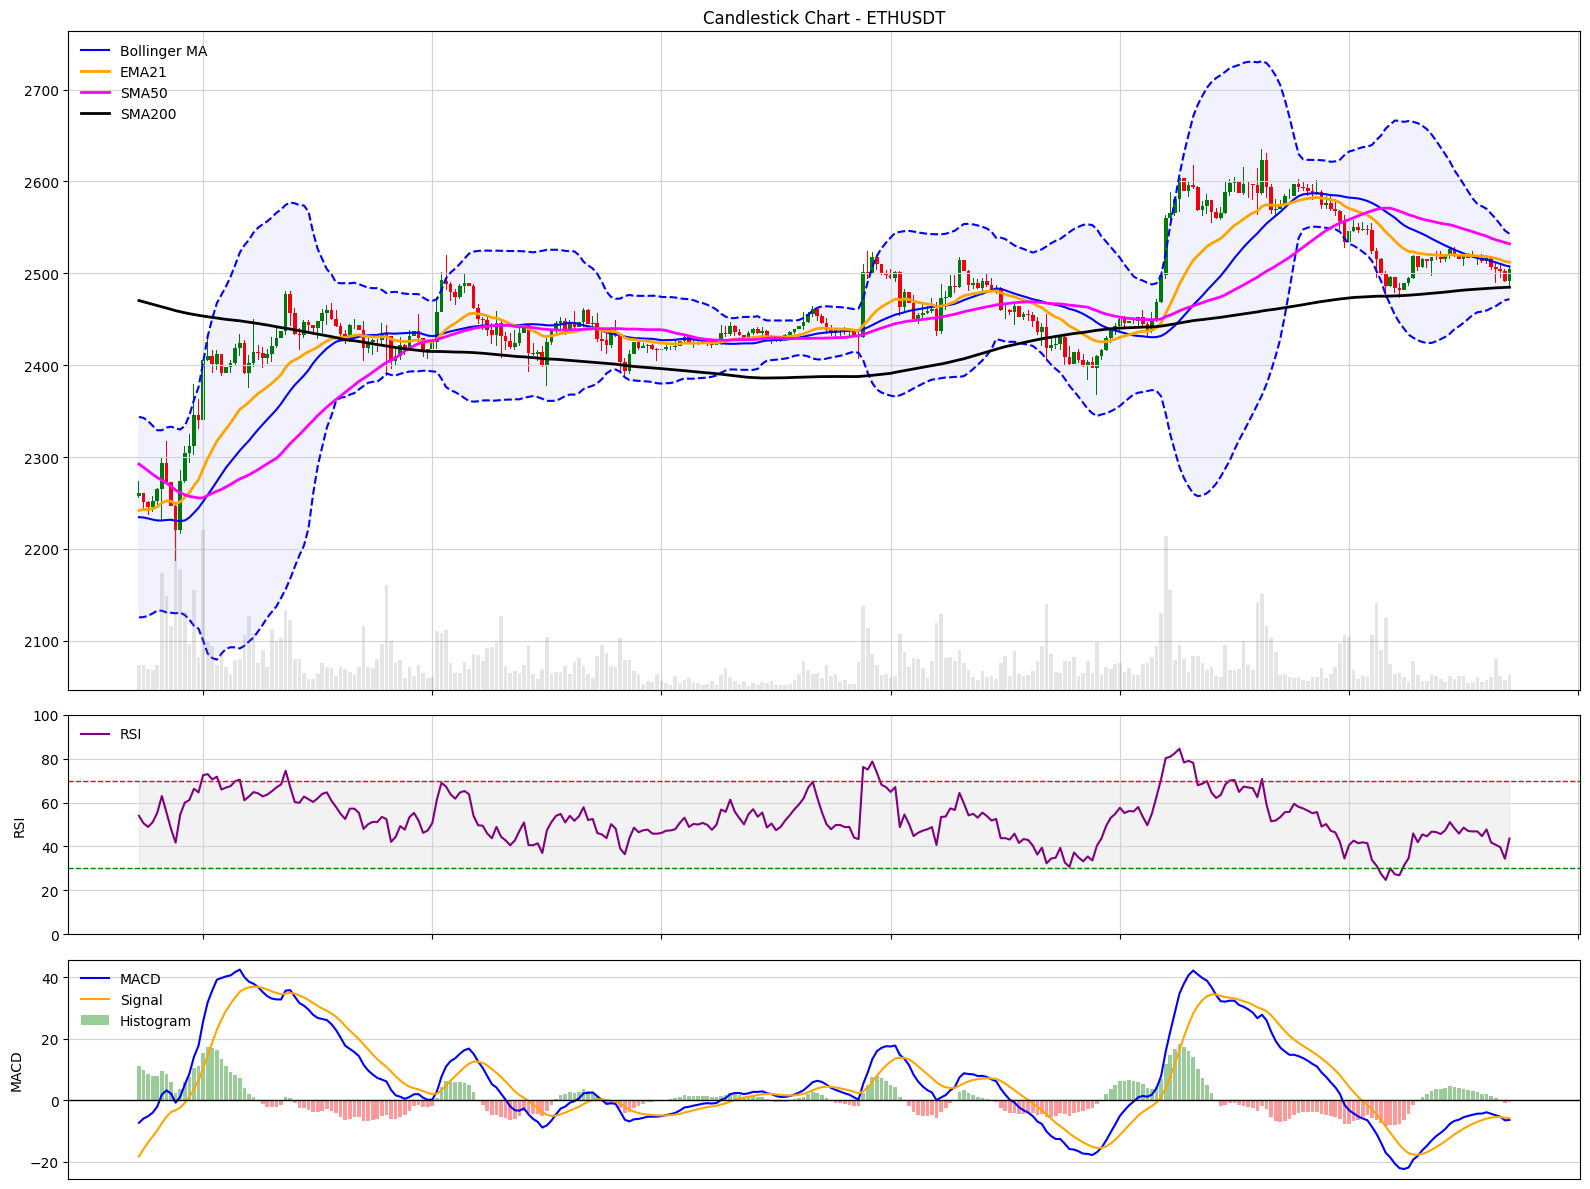 Candlestick Chart - ETHUSDT
Bollinger MA
EMA21
SMA50
SMA200
2700
2600
2500
2400
2300
2200
2100
RSI
100
80
60
40
20
0
RSI
MACD
Signal
Histogram
40
20
0
−20
MACD